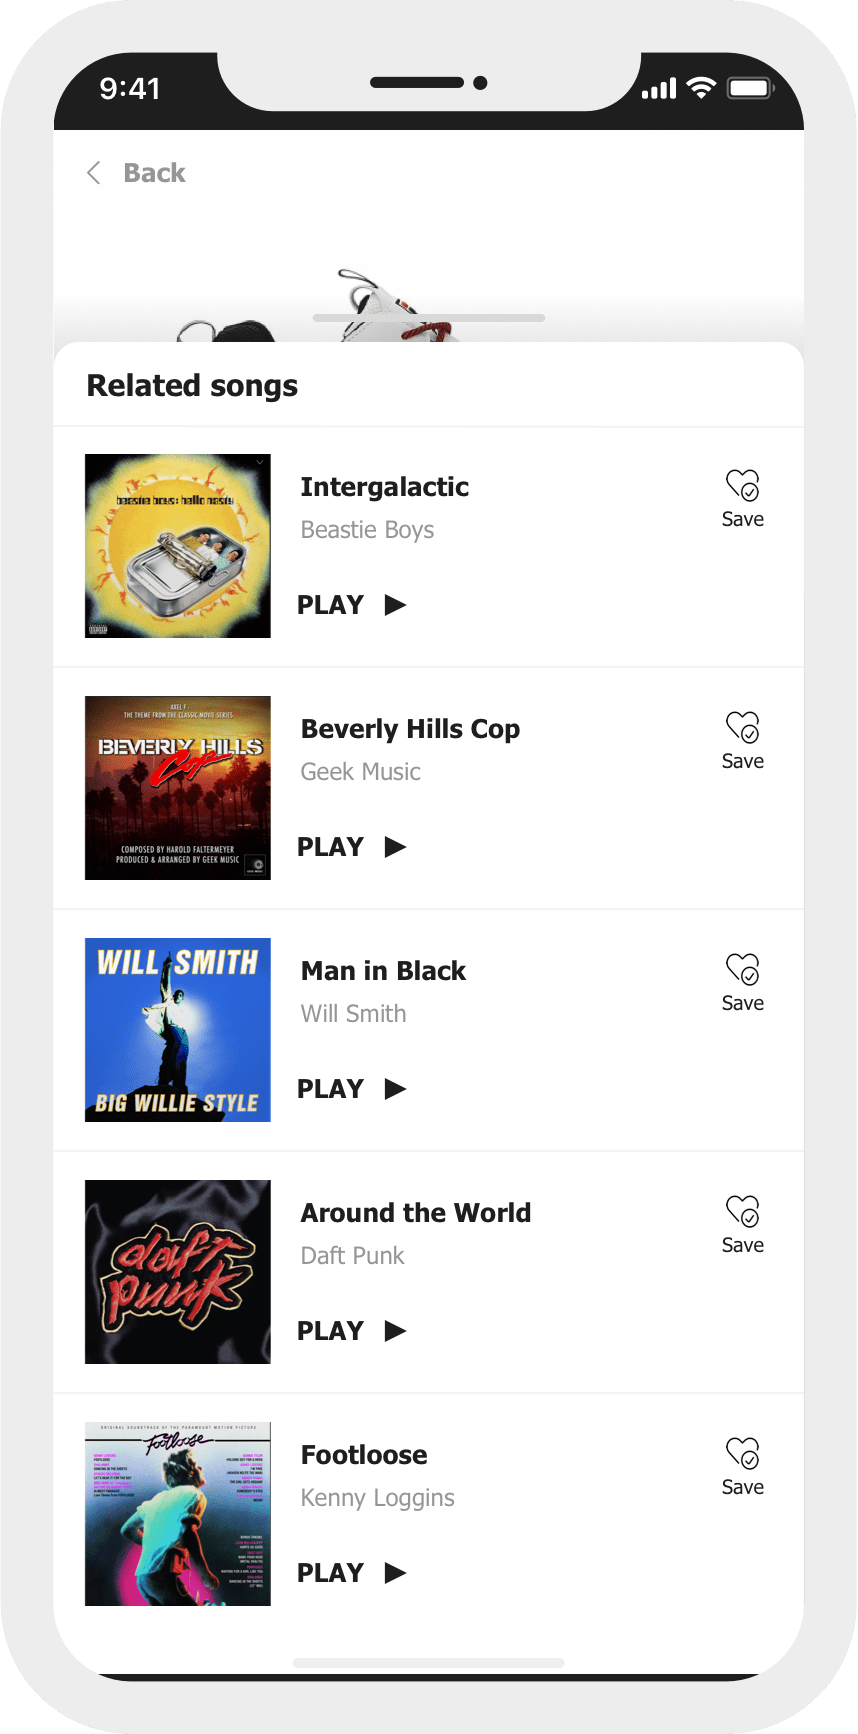 9:41
Back
Related songs
beastie boys: hello nasty
Intergalactic
Beastie Boys
PLAY
Save
AXEL F
THE THEME FROM THE CLASSIC MOVIE SERIES
BEVERLY HILLS
Cop
COMPOSED BY HAROLD FALTERMEYER
PRODUCED & ARRANGED BY GEEK MUSIC
Beverly Hills Cop
Geek Music
PLAY
Save
WILL SMITH
BIG WILLIE STYLE
Man in Black
Will Smith
PLAY
Save
daft
punk
Around the World
Daft Punk
PLAY
Save
ORIGINAL SOUNDTRACK OF THE PARAMOUNT MOTION PICTURE
Footloose
Footloose
Kenny Loggins
PLAY
Save